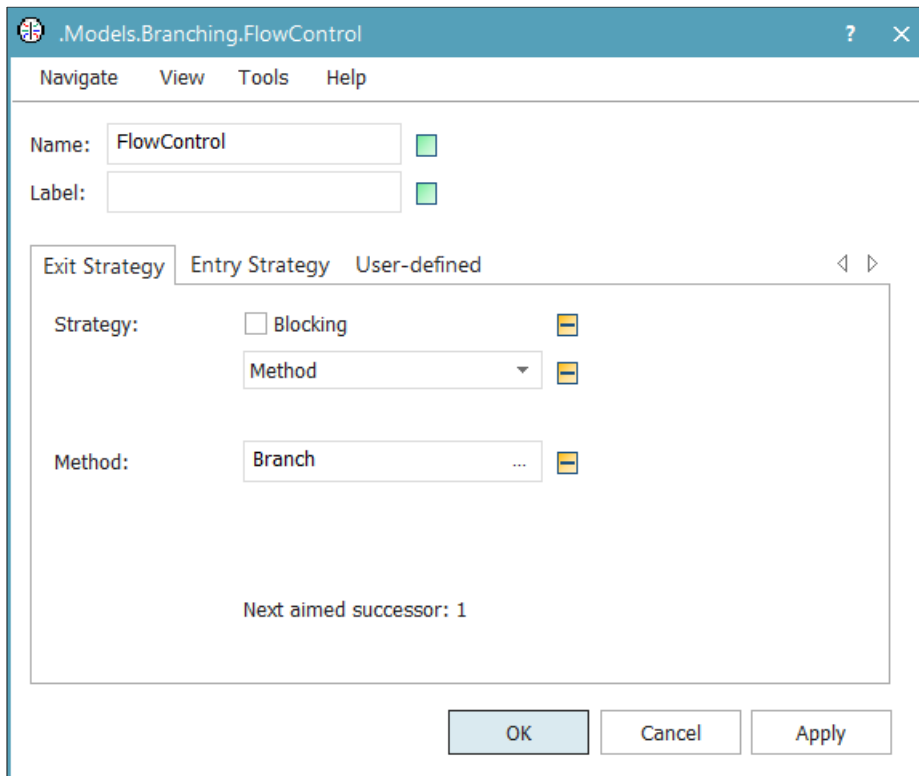 .Models.Branching.FlowControl ?
Navigate View Tools Help
Name: FlowControl
Label:
Exit Strategy Entry Strategy User-defined
Strategy: Blocking
Method
Method: Branch ...
Next aimed successor: 1
OK Cancel Apply